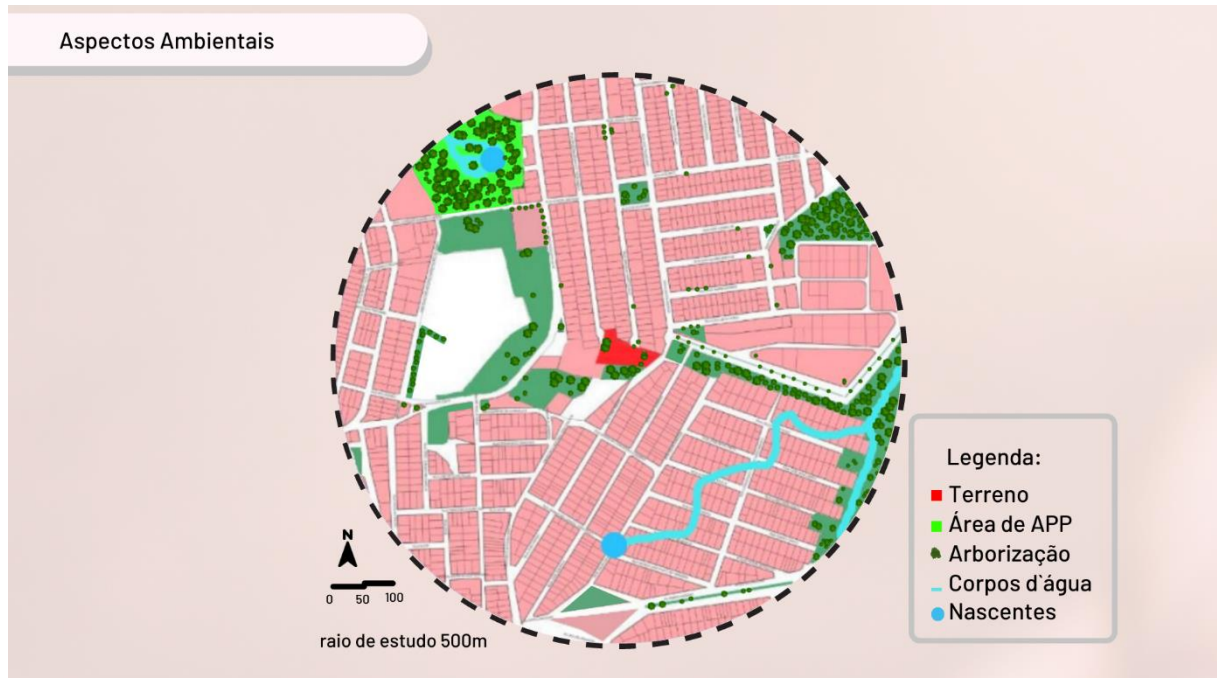 Aspectos Ambientais
N
0 50 100
raio de estudo 500m
Legenda:
Terreno
Área de APP
Arborização
Corpos d`água
Nascentes